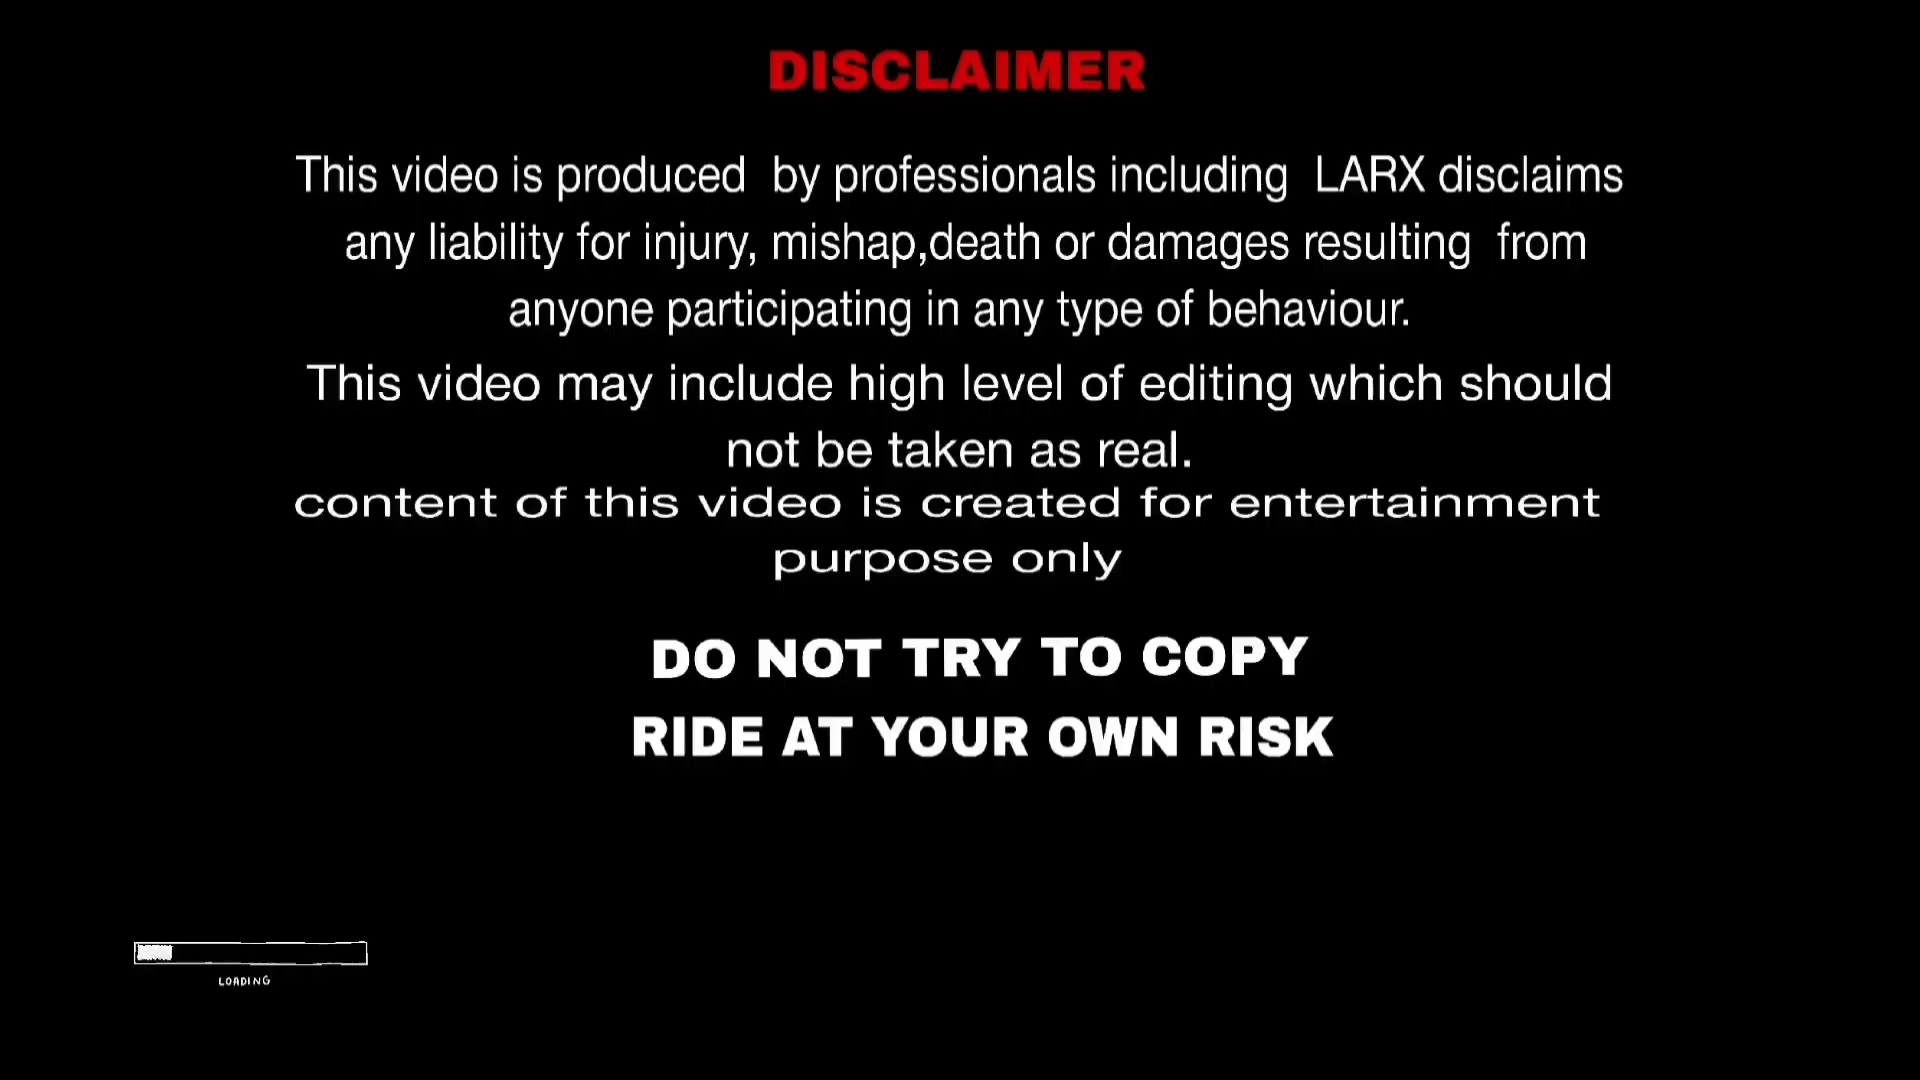 DISCLAIMER
This video is produced  by professionals including  LARX disclaims
any liability for injury, mishap,death or damages resulting  from
anyone participating in any type of behaviour.
This video may include high level of editing which should
not be taken as real.
content of this video is created for entertainment
purpose only
DO NOT TRY TO COPY
RIDE AT YOUR OWN RISK
LOADING